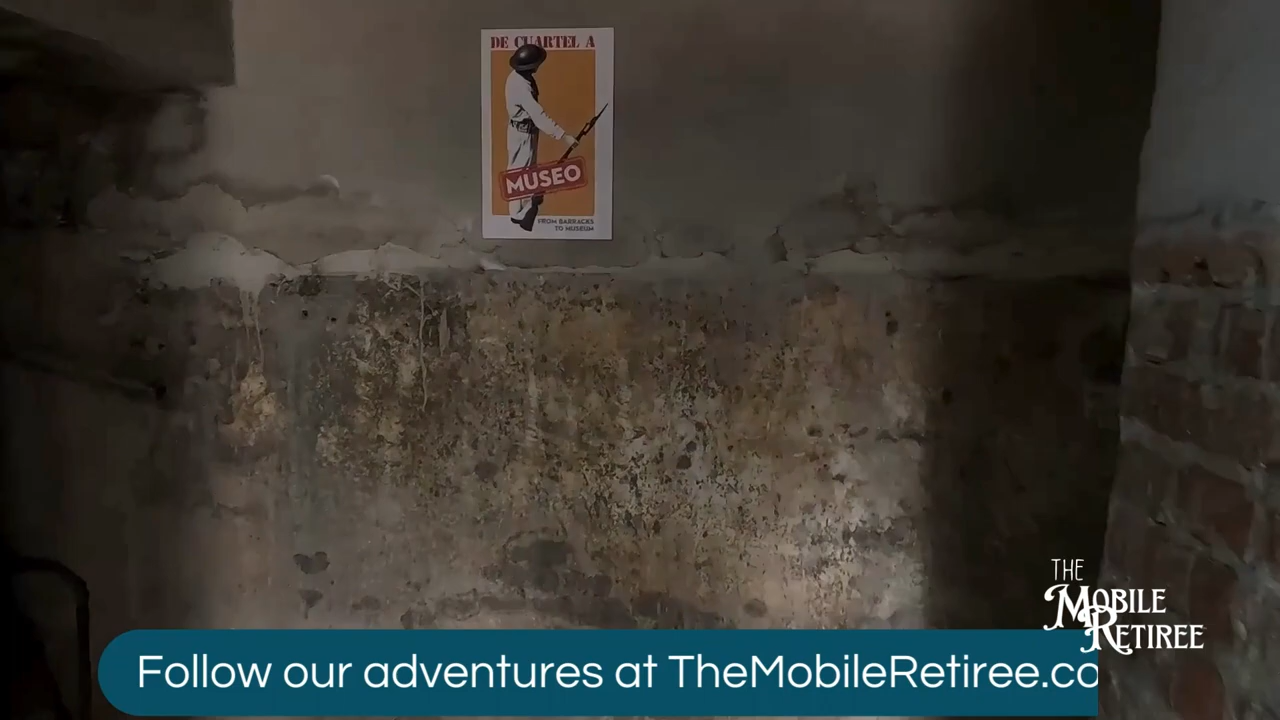 DE CUARTEL A
MUSEO
FROM BARRACKS
TO MUSEUM
THE
MOBILE
RETIREE
Follow our adventures at TheMobileRetiree.co